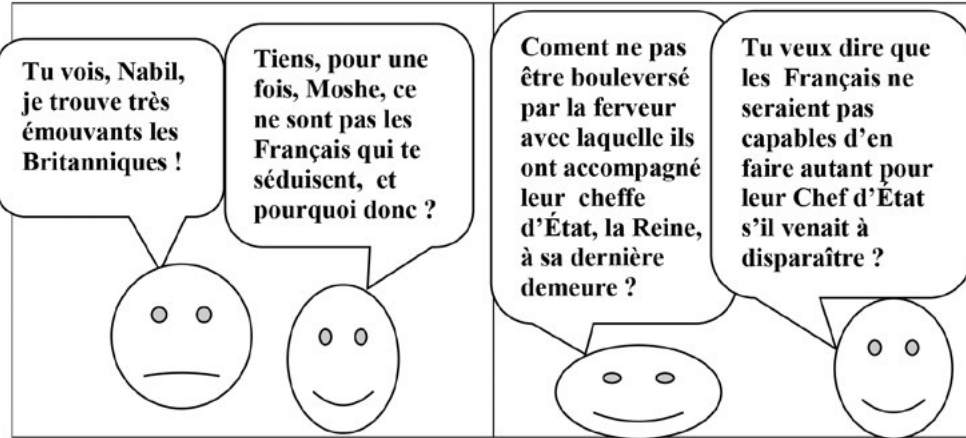 Tu vois, Nabil,
je trouve très
émouvants les
Britanniques !
Tiens, pour une
fois, Moshe, ce
ne sont pas les
Français qui te
séduisent, et
pourquoi donc ?
Coment ne pas
être bouleversé
par la ferveur
avec laquelle ils
ont accompagné
leur cheffe
d'État, la Reine,
à sa dernière
demeure ?
Tu veux dire que
les Français ne
seraient pas
capables d'en
faire autant pour
leur Chef d'État
s'il venait à
disparaître ?